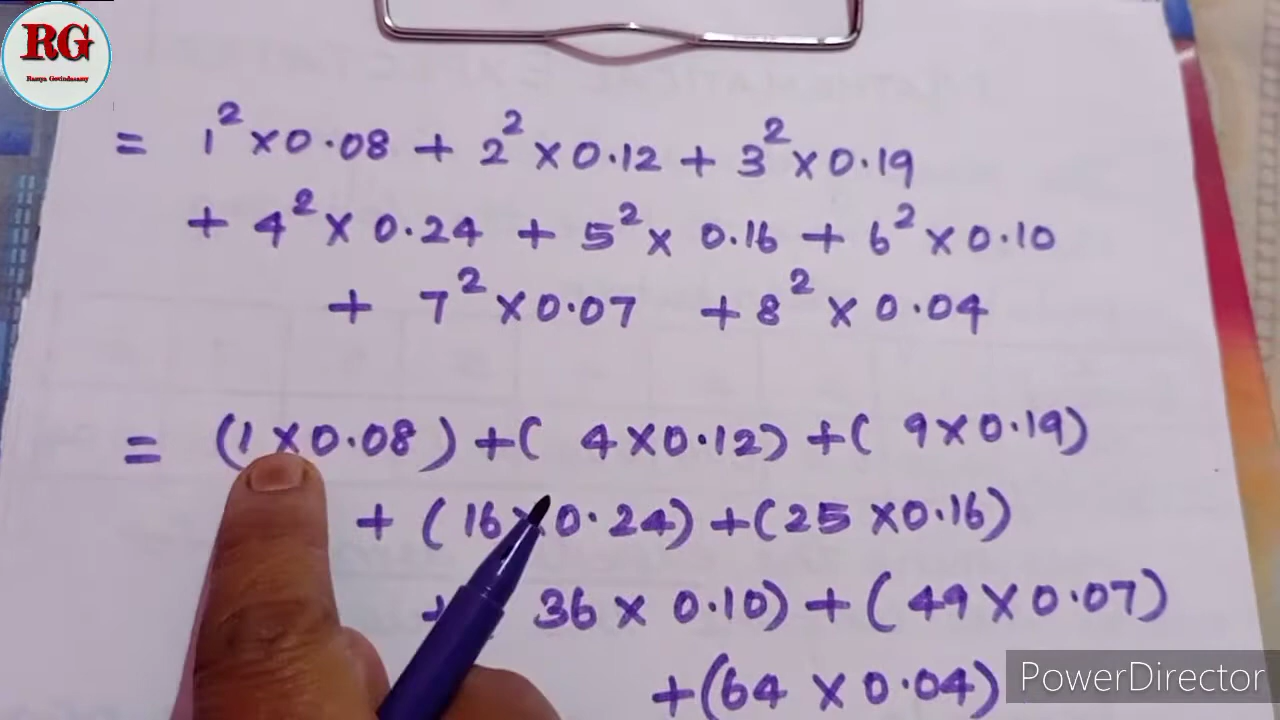 RG
Ramya Govindasamy
= 1² × 0.08 + 2² × 0.12 + 3² × 0.19
+ 4² × 0.24 + 5² × 0.16 + 6² × 0.10
+ 7² × 0.07 + 8² × 0.04
= (1 × 0.08) + ( 4 × 0.12) + ( 9 × 0.19)
+ (16 × 0.24) + (25 × 0.16)
+ 36 × 0.10) + (49 × 0.07)
+ (64 × 0.04)
PowerDirector